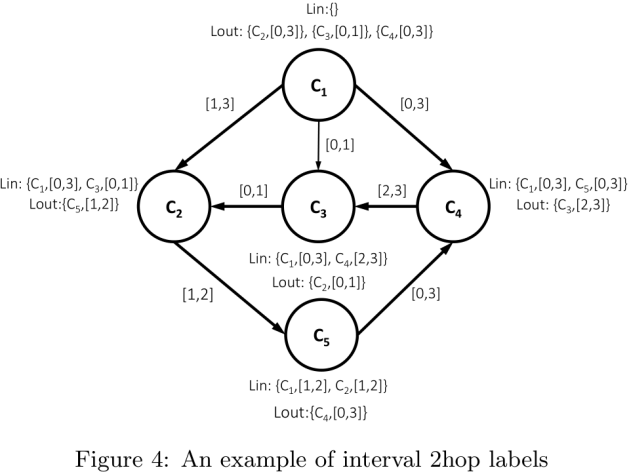 Lin:{}
Lout: {C₂,[0,3]}, {C₃,[0,1]}, {C₄,[0,3]}
C₁
[1,3]
[0,3]
[0,1]
Lin: {C₁,[0,3], C₃,[0,1]}
Lout:{C₅,[1,2]}
C₂
[0,1]
C₃
[2,3]
C₄
Lin: {C₁,[0,3], C₅,[0,3]}
Lout: {C₃,[2,3]}
Lin: {C₁,[0,3], C₄,[2,3]}
Lout: {C₂,[0,1]}
[1,2]
[0,3]
C₅
Lin: {C₁,[1,2], C₂,[1,2]}
Lout:{C₄,[0,3]}
Figure 4: An example of interval 2hop labels